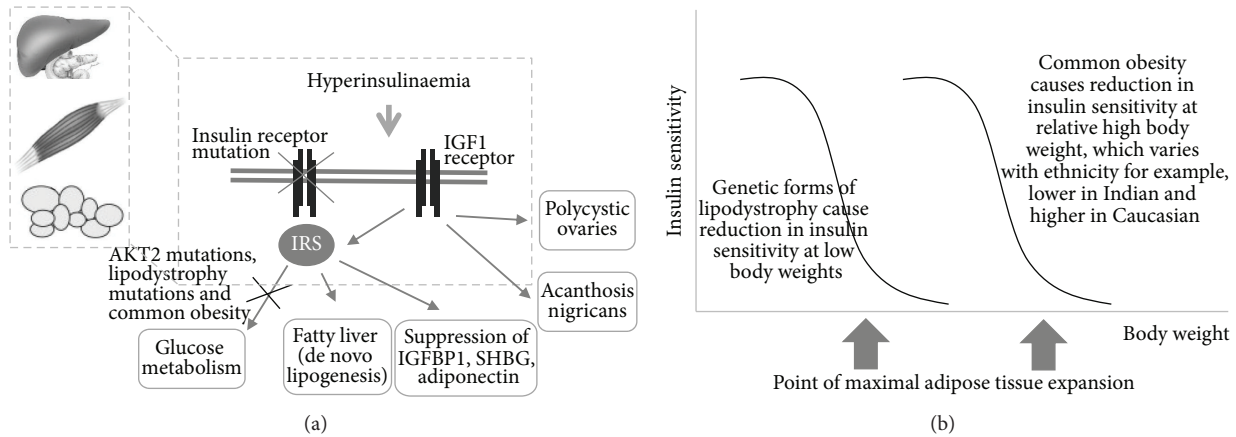 Hyperinsulinaemia
Insulin receptor
mutation
IGF1
receptor
IRS
Polycystic
ovaries
Acanthosis
nigricans
AKT2 mutations,
lipodystrophy
mutations and
common obesity
Glucose
metabolism
Fatty liver
(de novo
lipogenesis)
Suppression of
IGFBP1, SHBG,
adiponectin
(a)
Insulin sensitivity
Genetic forms of
lipodystrophy cause
reduction in insulin
sensitivity at low
body weights
Common obesity
causes reduction in
insulin sensitivity at
relative high body
weight, which varies
with ethnicity for example,
lower in Indian and
higher in Caucasian
Body weight
Point of maximal adipose tissue expansion
(b)